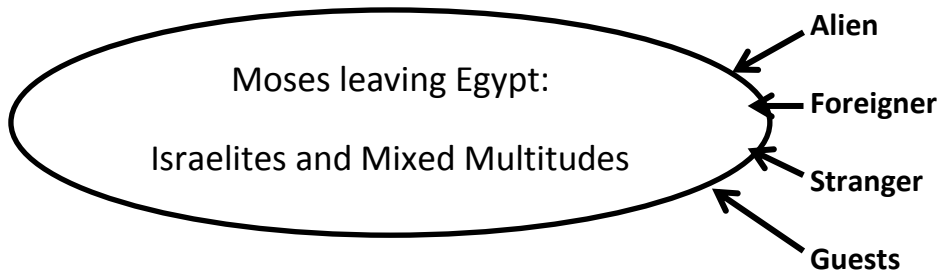 Alien
Moses leaving Egypt:
Foreigner
Israelites and Mixed Multitudes
Stranger
Guests